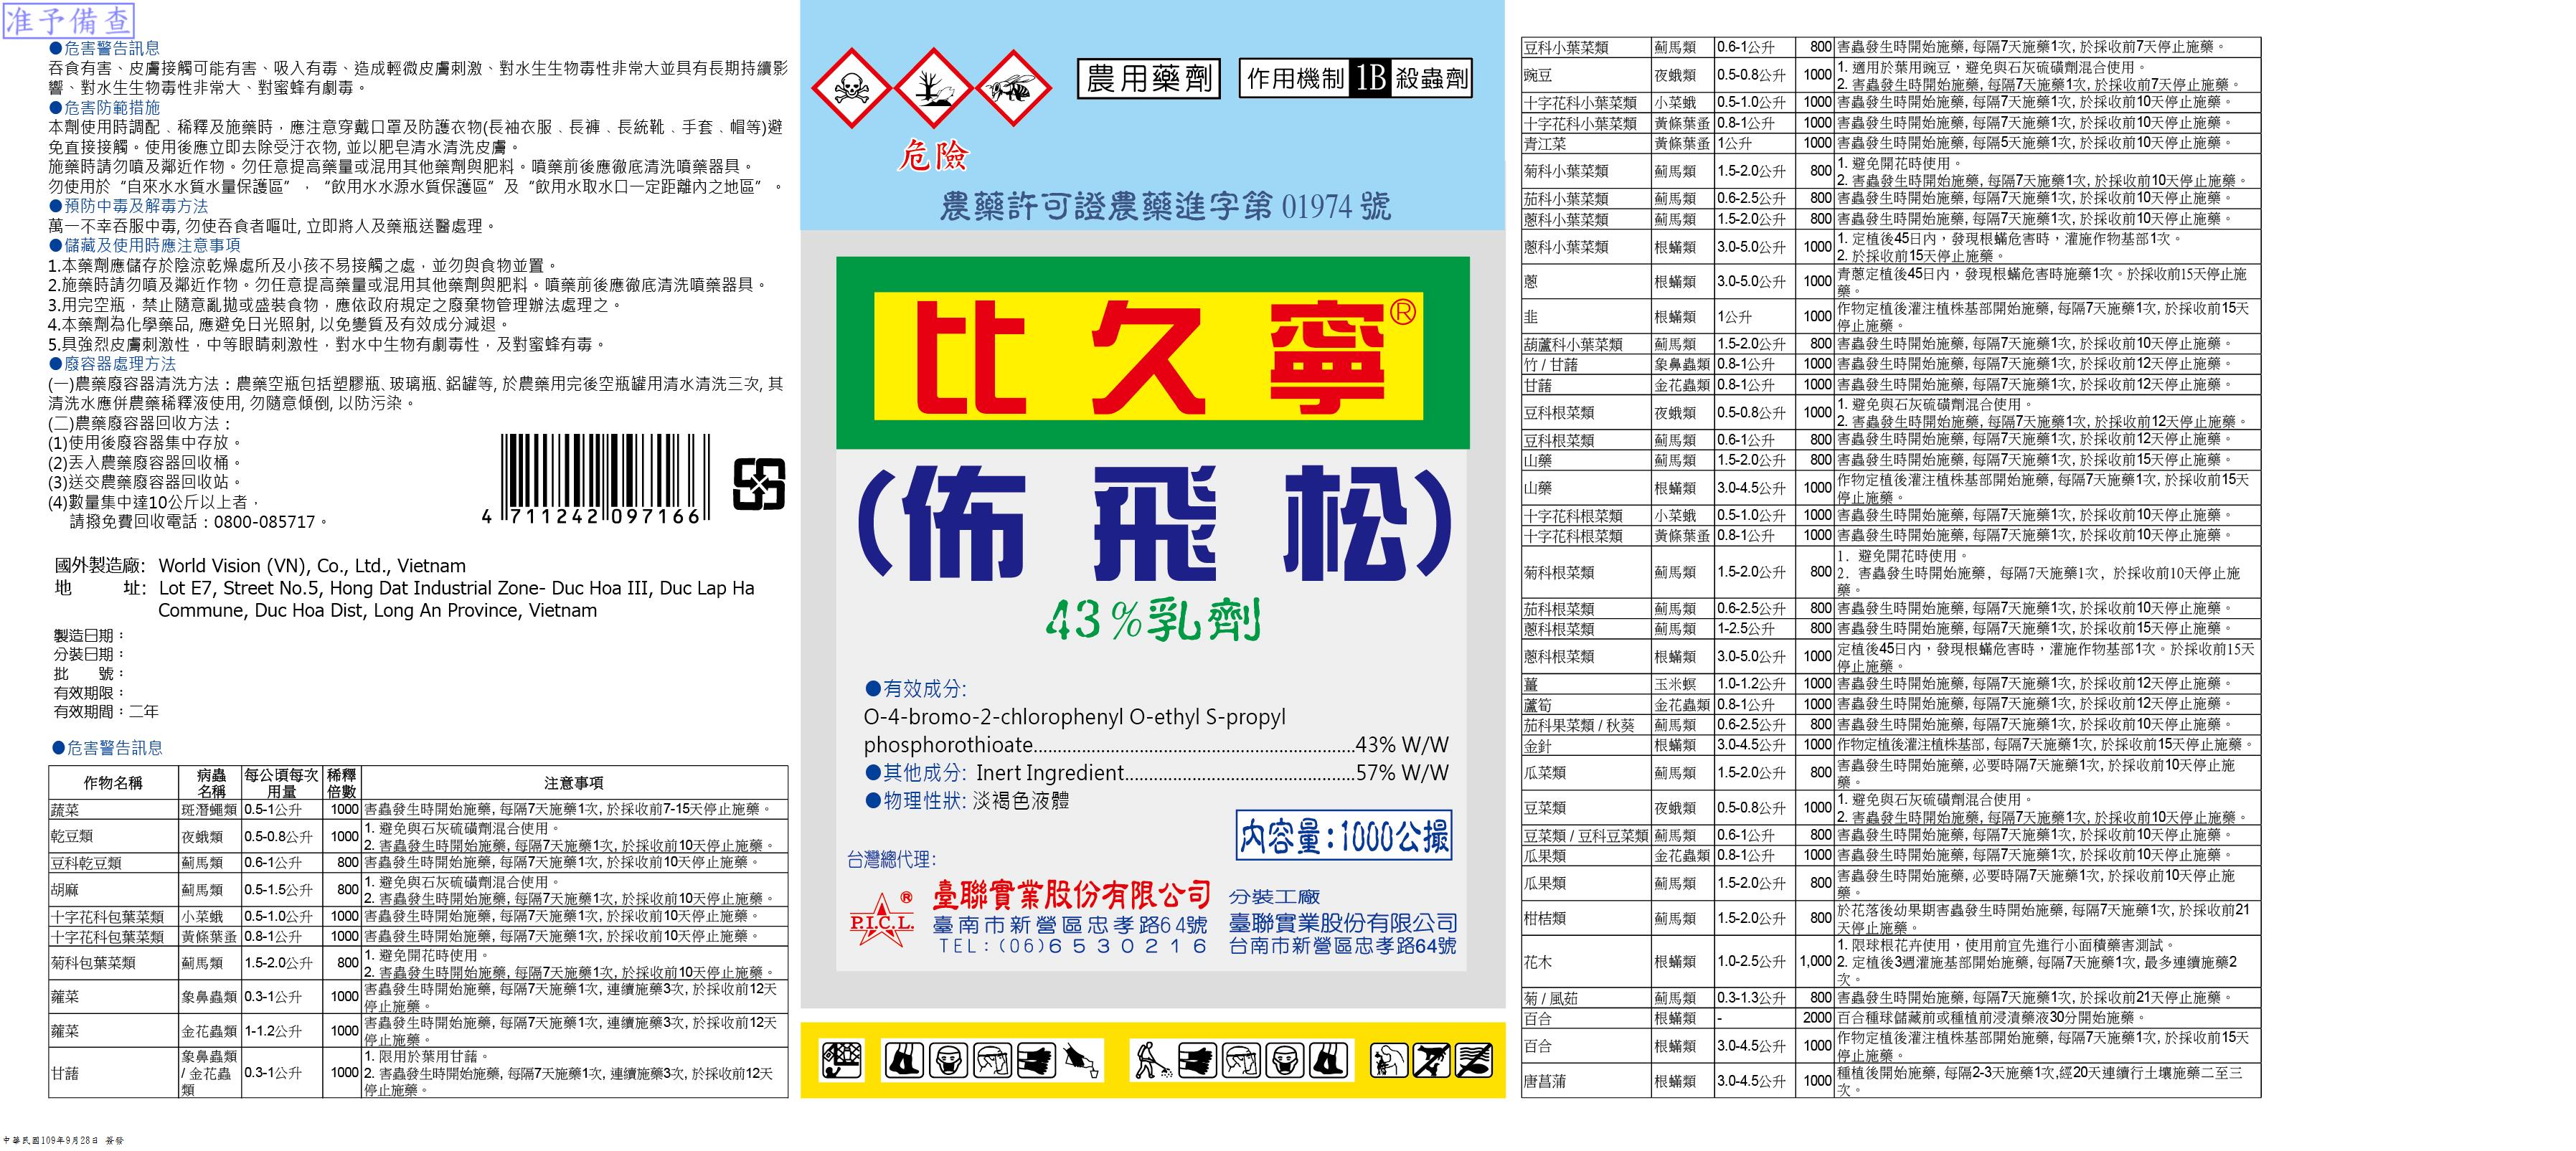 准予備查
●危害警告訊息
吞食有害、皮膚接觸可能有害、吸入有毒、造成輕微皮膚刺激、對水生生物毒性非常大並具有長期持續影
響、對水生生物毒性非常大、對蜜蜂有劇毒。
●危害防範措施
本劑使用時調配﹑稀釋及施藥時，應注意穿戴口罩及防護衣物(長袖衣服﹑長褲﹑長統靴﹑手套﹑帽等)避
免直接接觸。使用後應立即去除受汙衣物, 並以肥皂清水清洗皮膚。
施藥時請勿噴及鄰近作物。勿任意提高藥量或混用其他藥劑與肥料。噴藥前後應徹底清洗噴藥器具。
勿使用於“自來水水質水量保護區”，“飲用水水源水質保護區”及“飲用水取水口一定距離內之地區”。
●預防中毒及解毒方法
萬一不幸吞服中毒, 勿使吞食者嘔吐, 立即將人及藥瓶送醫處理。
●儲藏及使用時應注意事項
1.本藥劑應儲存於陰涼乾燥處所及小孩不易接觸之處，並勿與食物並置。
2.施藥時請勿噴及鄰近作物。勿任意提高藥量或混用其他藥劑與肥料。噴藥前後應徹底清洗噴藥器具。
3.用完空瓶，禁止隨意亂拋或盛裝食物，應依政府規定之廢棄物管理辦法處理之。
4.本藥劑為化學藥品, 應避免日光照射, 以免變質及有效成分減退。
5.具強烈皮膚刺激性，中等眼睛刺激性，對水中生物有劇毒性，及對蜜蜂有毒。
●廢容器處理方法
(一)農藥廢容器清洗方法：農藥空瓶包括塑膠瓶、玻璃瓶、鋁罐等, 於農藥用完後空瓶罐用清水清洗三次, 其
清洗水應併農藥稀釋液使用, 勿隨意傾倒, 以防污染。
(二)農藥廢容器回收方法：
(1)使用後廢容器集中存放。
(2)丟入農藥廢容器回收桶。
(3)送交農藥廢容器回收站。
(4)數量集中達10公斤以上者，
請撥免費回收電話：0800-085717。
4 711242 097166
國外製造廠: World Vision (VN), Co., Ltd., Vietnam
地 址: Lot E7, Street No.5, Hong Dat Industrial Zone- Duc Hoa III, Duc Lap Ha
Commune, Duc Hoa Dist, Long An Province, Vietnam
製造日期：
分裝日期：
批 號：
有效期限：
有效期間：二年
●危害警告訊息
作物名稱 病蟲名稱 每公頃每次用量 稀釋倍數 注意事項
蔬菜 斑潛蠅類 0.5-1公升 1000 害蟲發生時開始施藥, 每隔7天施藥1次, 於採收前7-15天停止施藥。
乾豆類 夜蛾類 0.5-0.8公升 1000 1. 避免與石灰硫磺劑混合使用。
2. 害蟲發生時開始施藥, 每隔7天施藥1次, 於採收前10天停止施藥。
豆科乾豆類 薊馬類 0.6-1公升 800 害蟲發生時開始施藥, 每隔7天施藥1次, 於採收前10天停止施藥。
胡麻 薊馬類 0.5-1.5公升 800 1. 避免與石灰硫磺劑混合使用。
2. 害蟲發生時開始施藥, 每隔7天施藥1次, 於採收前10天停止施藥。
十字花科包葉菜類 小菜蛾 0.5-1.0公升 1000 害蟲發生時開始施藥, 每隔7天施藥1次, 於採收前10天停止施藥。
十字花科包葉菜類 黃條葉蚤 0.8-1公升 1000 害蟲發生時開始施藥, 每隔7天施藥1次, 於採收前10天停止施藥。
菊科包葉菜類 薊馬類 1.5-2.0公升 800 1. 避免開花時使用。
2. 害蟲發生時開始施藥, 每隔7天施藥1次, 於採收前10天停止施藥。
蕹菜 象鼻蟲類 0.3-1公升 1000 害蟲發生時開始施藥, 每隔7天施藥1次, 連續施藥3次, 於採收前12天
停止施藥。
蕹菜 金花蟲類 1-1.2公升 1000 害蟲發生時開始施藥, 每隔7天施藥1次, 連續施藥3次, 於採收前12天
停止施藥。
甘藷 象鼻蟲類 / 金花蟲類 0.3-1公升 1000 1. 限用於葉用甘藷。
2. 害蟲發生時開始施藥, 每隔7天施藥1次, 連續施藥3次, 於採收前12天
停止施藥。
中華民國109年9月28日 簽發
危險
農用藥劑
作用機制 1B 殺蟲劑
農藥許可證農藥進字第 01974 號
比久寧®
(佈飛松)
43%乳劑
●有效成分:
O-4-bromo-2-chlorophenyl O-ethyl S-propyl
phosphorothioate....................43% W/W
●其他成分: Inert Ingredient....................57% W/W
●物理性狀: 淡褐色液體
內容量：1000公撮
台灣總代理：
P.I.C.L.®
臺聯實業股份有限公司
臺南市新營區忠孝路64號
TEL：(06)6530216
分裝工廠
臺聯實業股份有限公司
台南市新營區忠孝路64號
豆科小葉菜類 薊馬類 0.6-1公升 800 害蟲發生時開始施藥, 每隔7天施藥1次, 於採收前7天停止施藥。
豌豆 夜蛾類 0.5-0.8公升 1000 1. 適用於葉用豌豆，避免與石灰硫磺劑混合使用。
2. 害蟲發生時開始施藥, 每隔7天施藥1次, 於採收前7天停止施藥。
十字花科小葉菜類 小菜蛾 0.5-1.0公升 1000 害蟲發生時開始施藥, 每隔7天施藥1次, 於採收前10天停止施藥。
十字花科小葉菜類 黃條葉蚤 0.8-1公升 1000 害蟲發生時開始施藥, 每隔7天施藥1次, 於採收前10天停止施藥。
青江菜 黃條葉蚤 1公升 1000 害蟲發生時開始施藥, 每隔5天施藥1次, 於採收前10天停止施藥。
菊科小葉菜類 薊馬類 1.5-2.0公升 800 1. 避免開花時使用。
2. 害蟲發生時開始施藥, 每隔7天施藥1次, 於採收前10天停止施藥。
茄科小葉菜類 薊馬類 0.6-2.5公升 800 害蟲發生時開始施藥, 每隔7天施藥1次, 於採收前10天停止施藥。
蔥科小葉菜類 薊馬類 1.5-2.0公升 800 害蟲發生時開始施藥, 每隔7天施藥1次, 於採收前10天停止施藥。
蔥科小葉菜類 根蟎類 3.0-5.0公升 1000 1. 定植後45日內，發現根蟎危害時，灌施作物基部1次。
2. 於採收前15天停止施藥。
蔥 根蟎類 3.0-5.0公升 1000 青蔥定植後45日內，發現根蟎危害時施藥1次。於採收前15天停止施
藥。
韭 根蟎類 1公升 1000 作物定植後灌注植株基部開始施藥, 每隔7天施藥1次, 於採收前15天
停止施藥。
葫蘆科小葉菜類 薊馬類 1.5-2.0公升 800 害蟲發生時開始施藥, 每隔7天施藥1次, 於採收前10天停止施藥。
竹 / 甘藷 象鼻蟲類 0.8-1公升 1000 害蟲發生時開始施藥, 每隔7天施藥1次, 於採收前12天停止施藥。
甘藷 金花蟲類 0.8-1公升 1000 害蟲發生時開始施藥, 每隔7天施藥1次, 於採收前12天停止施藥。
豆科根菜類 夜蛾類 0.5-0.8公升 1000 1. 避免與石灰硫磺劑混合使用。
2. 害蟲發生時開始施藥, 每隔7天施藥1次, 於採收前12天停止施藥。
豆科根菜類 薊馬類 0.6-1公升 800 害蟲發生時開始施藥, 每隔7天施藥1次, 於採收前12天停止施藥。
山藥 薊馬類 1.5-2.0公升 800 害蟲發生時開始施藥, 每隔7天施藥1次, 於採收前15天停止施藥。
山藥 根蟎類 3.0-4.5公升 1000 作物定植後灌注植株基部開始施藥, 每隔7天施藥1次, 於採收前15天
停止施藥。
十字花科根菜類 小菜蛾 0.5-1.0公升 1000 害蟲發生時開始施藥, 每隔7天施藥1次, 於採收前10天停止施藥。
十字花科根菜類 黃條葉蚤 0.8-1公升 1000 害蟲發生時開始施藥, 每隔7天施藥1次, 於採收前10天停止施藥。
菊科根菜類 薊馬類 1.5-2.0公升 800 1. 避免開花時使用。
2. 害蟲發生時開始施藥, 每隔7天施藥1次, 於採收前10天停止施
藥。
茄科根菜類 薊馬類 0.6-2.5公升 800 害蟲發生時開始施藥, 每隔7天施藥1次, 於採收前10天停止施藥。
蔥科根菜類 薊馬類 1-2.5公升 800 害蟲發生時開始施藥, 每隔7天施藥1次, 於採收前15天停止施藥。
蔥科根菜類 根蟎類 3.0-5.0公升 1000 定植後45日內，發現根蟎危害時，灌施作物基部1次。於採收前15天
停止施藥。
薑 玉米螟 1.0-1.2公升 1000 害蟲發生時開始施藥, 每隔7天施藥1次, 於採收前12天停止施藥。
蘆筍 金花蟲類 0.8-1公升 1000 害蟲發生時開始施藥, 每隔7天施藥1次, 於採收前12天停止施藥。
茄科果菜類 / 秋葵 薊馬類 0.6-2.5公升 800 害蟲發生時開始施藥, 每隔7天施藥1次, 於採收前10天停止施藥。
金針 根蟎類 3.0-4.5公升 1000 作物定植後灌注植株基部, 每隔7天施藥1次, 於採收前15天停止施藥。
瓜菜類 薊馬類 1.5-2.0公升 800 害蟲發生時開始施藥, 必要時隔7天施藥1次, 於採收前10天停止施
藥。
豆菜類 夜蛾類 0.5-0.8公升 1000 1. 避免與石灰硫磺劑混合使用。
2. 害蟲發生時開始施藥, 每隔7天施藥1次, 於採收前10天停止施藥。
豆菜類 / 豆科豆菜類 薊馬類 0.6-1公升 800 害蟲發生時開始施藥, 每隔7天施藥1次, 於採收前10天停止施藥。
瓜果類 金花蟲類 0.8-1公升 1000 害蟲發生時開始施藥, 每隔7天施藥1次, 於採收前10天停止施藥。
瓜果類 薊馬類 1.5-2.0公升 800 害蟲發生時開始施藥, 必要時隔7天施藥1次, 於採收前10天停止施
藥。
柑桔類 薊馬類 1.5-2.0公升 800 於花落後幼果期害蟲發生時開始施藥, 每隔7天施藥1次, 於採收前21
天停止施藥。
花木 根蟎類 1.0-2.5公升 1,000 1. 限球根花卉使用，使用前宜先進行小面積藥害測試。
2. 定植後3週灌施基部開始施藥, 每隔7天施藥1次, 最多連續施藥2
次。
菊 / 風茹 薊馬類 0.3-1.3公升 800 害蟲發生時開始施藥, 每隔7天施藥1次, 於採收前21天停止施藥。
百合 根蟎類 - 2000 百合種球儲藏前或種植前浸漬藥液30分開始施藥。
百合 根蟎類 3.0-4.5公升 1000 作物定植後灌注植株基部開始施藥, 每隔7天施藥1次, 於採收前15天
停止施藥。
唐菖蒲 根蟎類 3.0-4.5公升 1000 種植後開始施藥, 每隔2-3天施藥1次,經20天連續行土壤施藥二至三
次。